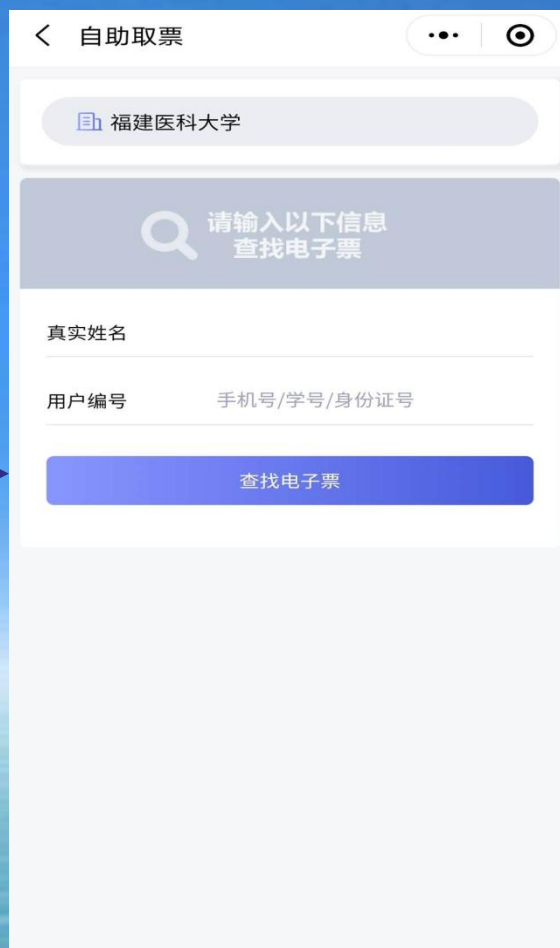 自助取票
福建医科大学
请输入以下信息
查找电子票
真实姓名
用户编号 手机号/学号/身份证号
查找电子票